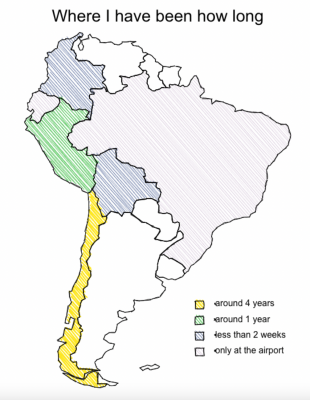 Where I have been how long
around 4 years
around 1 year
less than 2 weeks
only at the airport